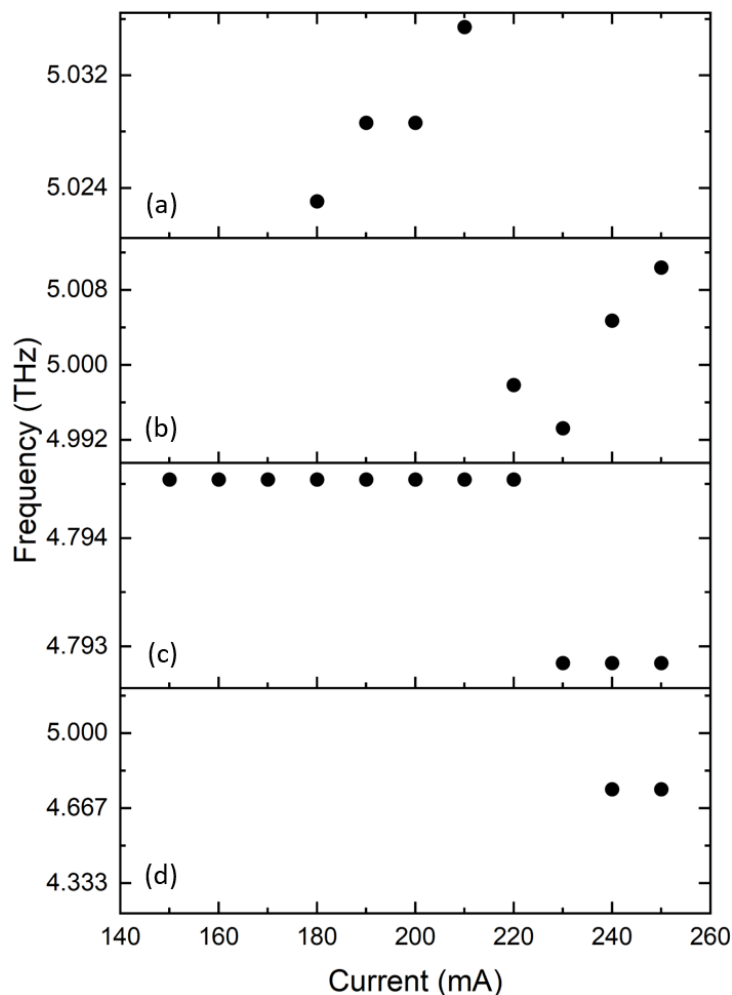 5.032
5.024
(a)
5.008
5.000
4.992
(b)
4.794
4.793
(c)
5.000
4.667
4.333
(d)
140 160 180 200 220 240 260
Current (mA)
Frequency (THz)